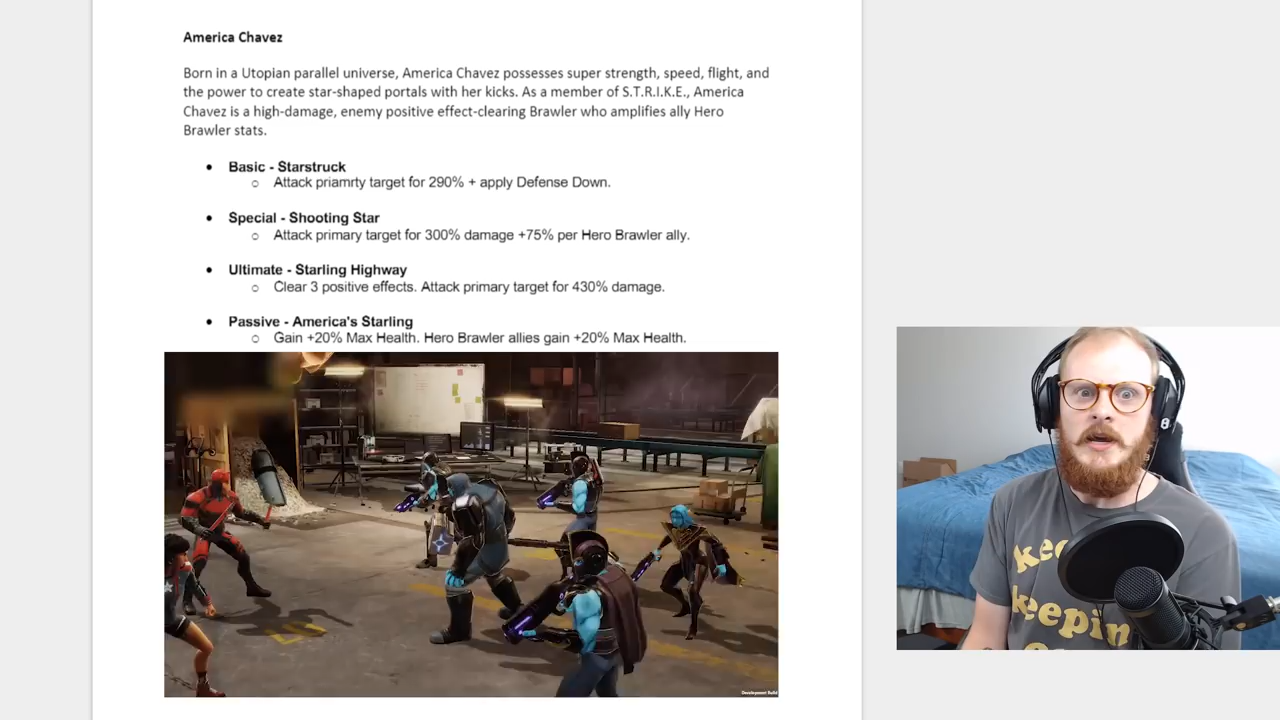 America Chavez
Born in a Utopian parallel universe, America Chavez possesses super strength, speed, flight, and
the power to create star-shaped portals with her kicks. As a member of S.T.R.I.K.E., America
Chavez is a high-damage, enemy positive effect-clearing Brawler who amplifies ally Hero
Brawler stats.
• Basic - Starstruck
o Attack priamrty target for 290% + apply Defense Down.
• Special - Shooting Star
o Attack primary target for 300% damage +75% per Hero Brawler ally.
• Ultimate - Starling Highway
o Clear 3 positive effects. Attack primary target for 430% damage.
• Passive - America's Starling
o Gain +20% Max Health. Hero Brawler allies gain +20% Max Health.
Development Build
keepin